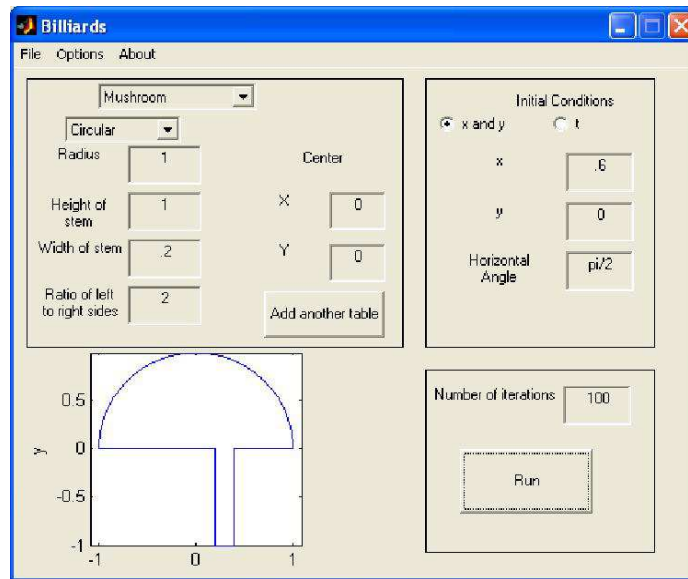 Billiards
File Options About
Mushroom
Circular
Radius 1
Center
Height of stem 1
X 0
Width of stem .2
Y 0
Ratio of left to right sides 2
Add another table
Initial Conditions
x and y
t
x .6
y 0
Horizontal Angle pi/2
Number of iterations 100
Run
y
0.5
0
-0.5
-1
-1 0 1